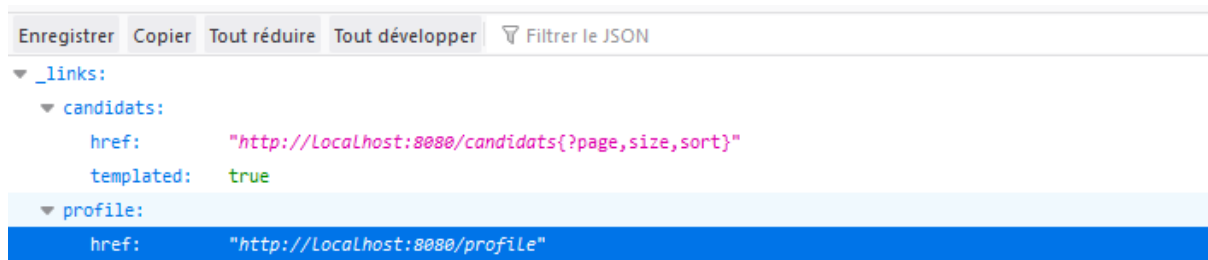 Enregistrer Copier Tout réduire Tout développer Filtrer le JSON
_links:
candidats:
href: "http://localhost:8080/candidats{?page,size,sort}"
templated: true
profile:
href: "http://localhost:8080/profile"